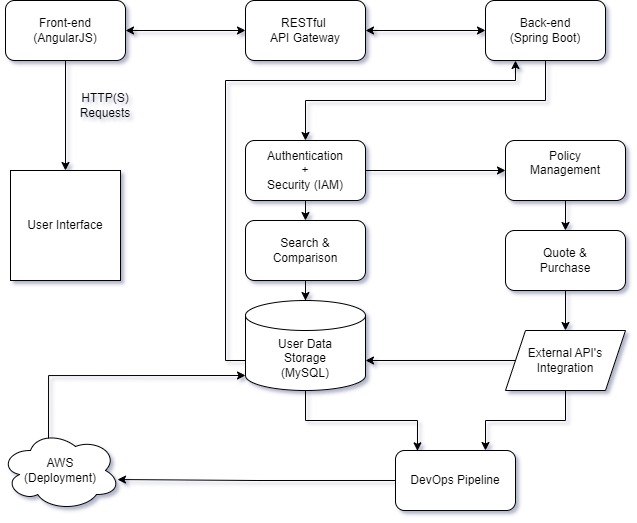 Front-end
(AngularJS)
RESTful
API Gateway
Back-end
(Spring Boot)
HTTP(S)
Requests
Authentication
+
Security (IAM)
Policy
Management
User Interface
Search &
Comparison
Quote &
Purchase
User Data
Storage
(MySQL)
External API's
Integration
AWS
(Deployment)
DevOps Pipeline